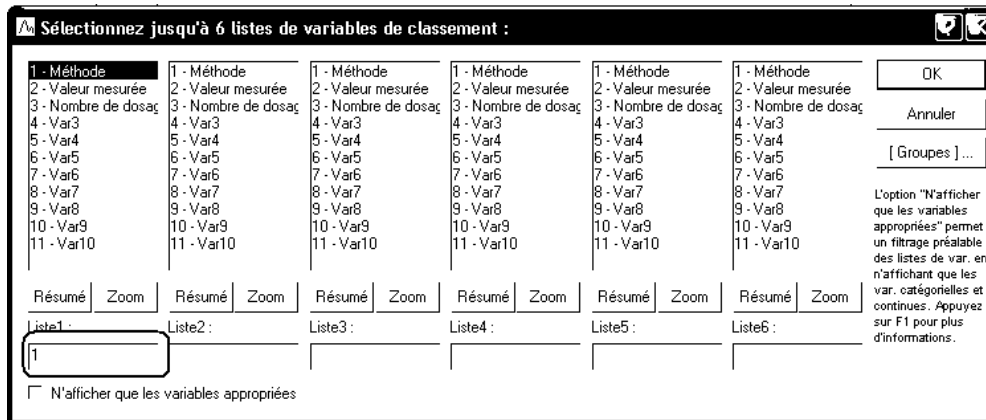 Sélectionnez jusqu'à 6 listes de variables de classement :
1 - Méthode
2 - Valeur mesurée
3 - Nombre de dosag
4 - Var3
5 - Var4
6 - Var5
7 - Var6
8 - Var7
9 - Var8
10 - Var9
11 - Var10
1 - Méthode
2 - Valeur mesurée
3 - Nombre de dosag
4 - Var3
5 - Var4
6 - Var5
7 - Var6
8 - Var7
9 - Var8
10 - Var9
11 - Var10
1 - Méthode
2 - Valeur mesurée
3 - Nombre de dosag
4 - Var3
5 - Var4
6 - Var5
7 - Var6
8 - Var7
9 - Var8
10 - Var9
11 - Var10
1 - Méthode
2 - Valeur mesurée
3 - Nombre de dosag
4 - Var3
5 - Var4
6 - Var5
7 - Var6
8 - Var7
9 - Var8
10 - Var9
11 - Var10
1 - Méthode
2 - Valeur mesurée
3 - Nombre de dosag
4 - Var3
5 - Var4
6 - Var5
7 - Var6
8 - Var7
9 - Var8
10 - Var9
11 - Var10
1 - Méthode
2 - Valeur mesurée
3 - Nombre de dosag
4 - Var3
5 - Var4
6 - Var5
7 - Var6
8 - Var7
9 - Var8
10 - Var9
11 - Var10
OK
Annuler
[ Groupes ] ...
L'option "N'afficher
que les variables
appropriées" permet
un filtrage préalable
des listes de var. en
n'affichant que les
var. catégorielles et
continues. Appuyez
sur F1 pour plus
d'informations.
Résumé Zoom Résumé Zoom Résumé Zoom Résumé Zoom Résumé Zoom Résumé Zoom
Liste1 : Liste2 : Liste3 : Liste4 : Liste5 : Liste6 :
1
N'afficher que les variables appropriées